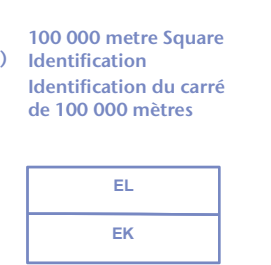 100 000 metre Square
) Identification
Identification du carré
de 100 000 mètres
EL
EK